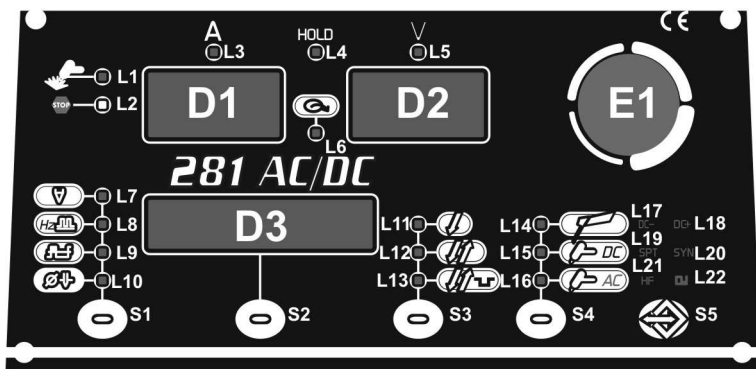 A HOLD V CE
L3 L4 L5
L1
STOP L2
D1 D2 E1
L6
281 AC/DC
D3
L7
Hz L8
L9
L10
L11
L12
L13
L14 L17 DC- DC+ L18
L15 DC L19 SPT SYN L20
L16 AC L21 HF L22
S1 S2 S3 S4 S5